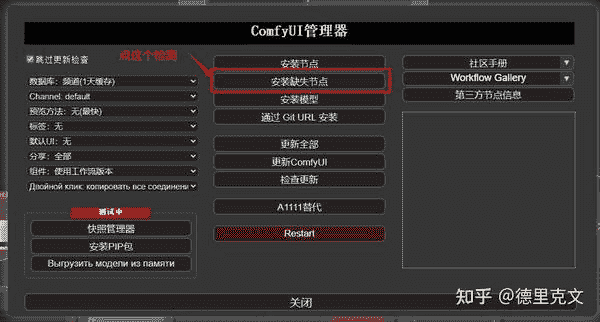 ComfyUI管理器
跳过更新检查
点这个检测
数据库：频道(1天缓存)
Channel: default
预览方法：无(最快)
标签：无
默认UI：无
分享：全部
组件：使用工作流版本
Двойной клик: копировать все соединени
测试中
快照管理器
安装PIP包
Выгрузить модели из памяти
安装节点
安装缺失节点
安装模型
通过 Git URL 安装
更新全部
更新ComfyUI
检查更新
A1111替代
Restart
社区手册
Workflow Gallery
第三方节点信息
关闭
知乎 @德里克文